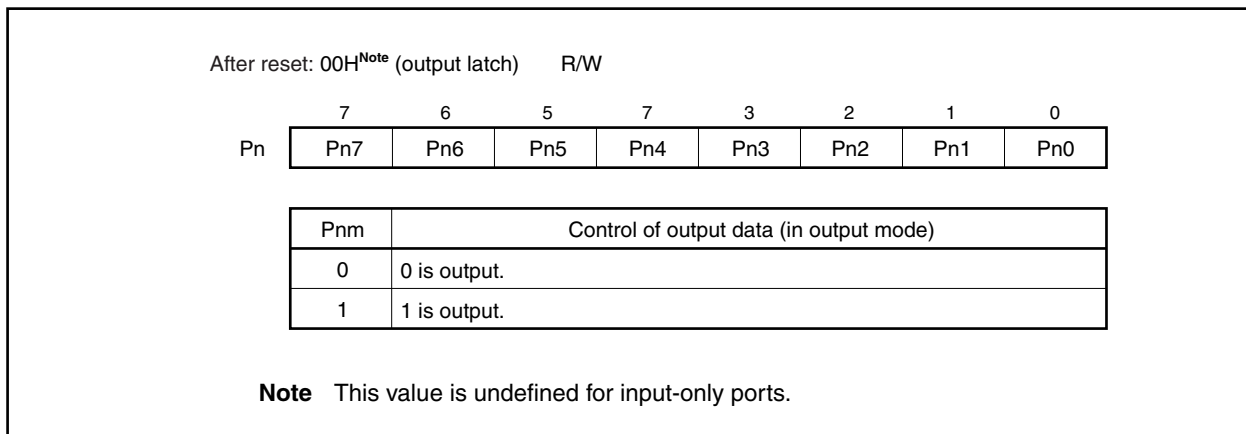 After reset: 00HNote (output latch) R/W
7 6 5 7 3 2 1 0
Pn Pn7 Pn6 Pn5 Pn4 Pn3 Pn2 Pn1 Pn0
Pnm Control of output data (in output mode)
0 0 is output.
1 1 is output.
Note This value is undefined for input-only ports.